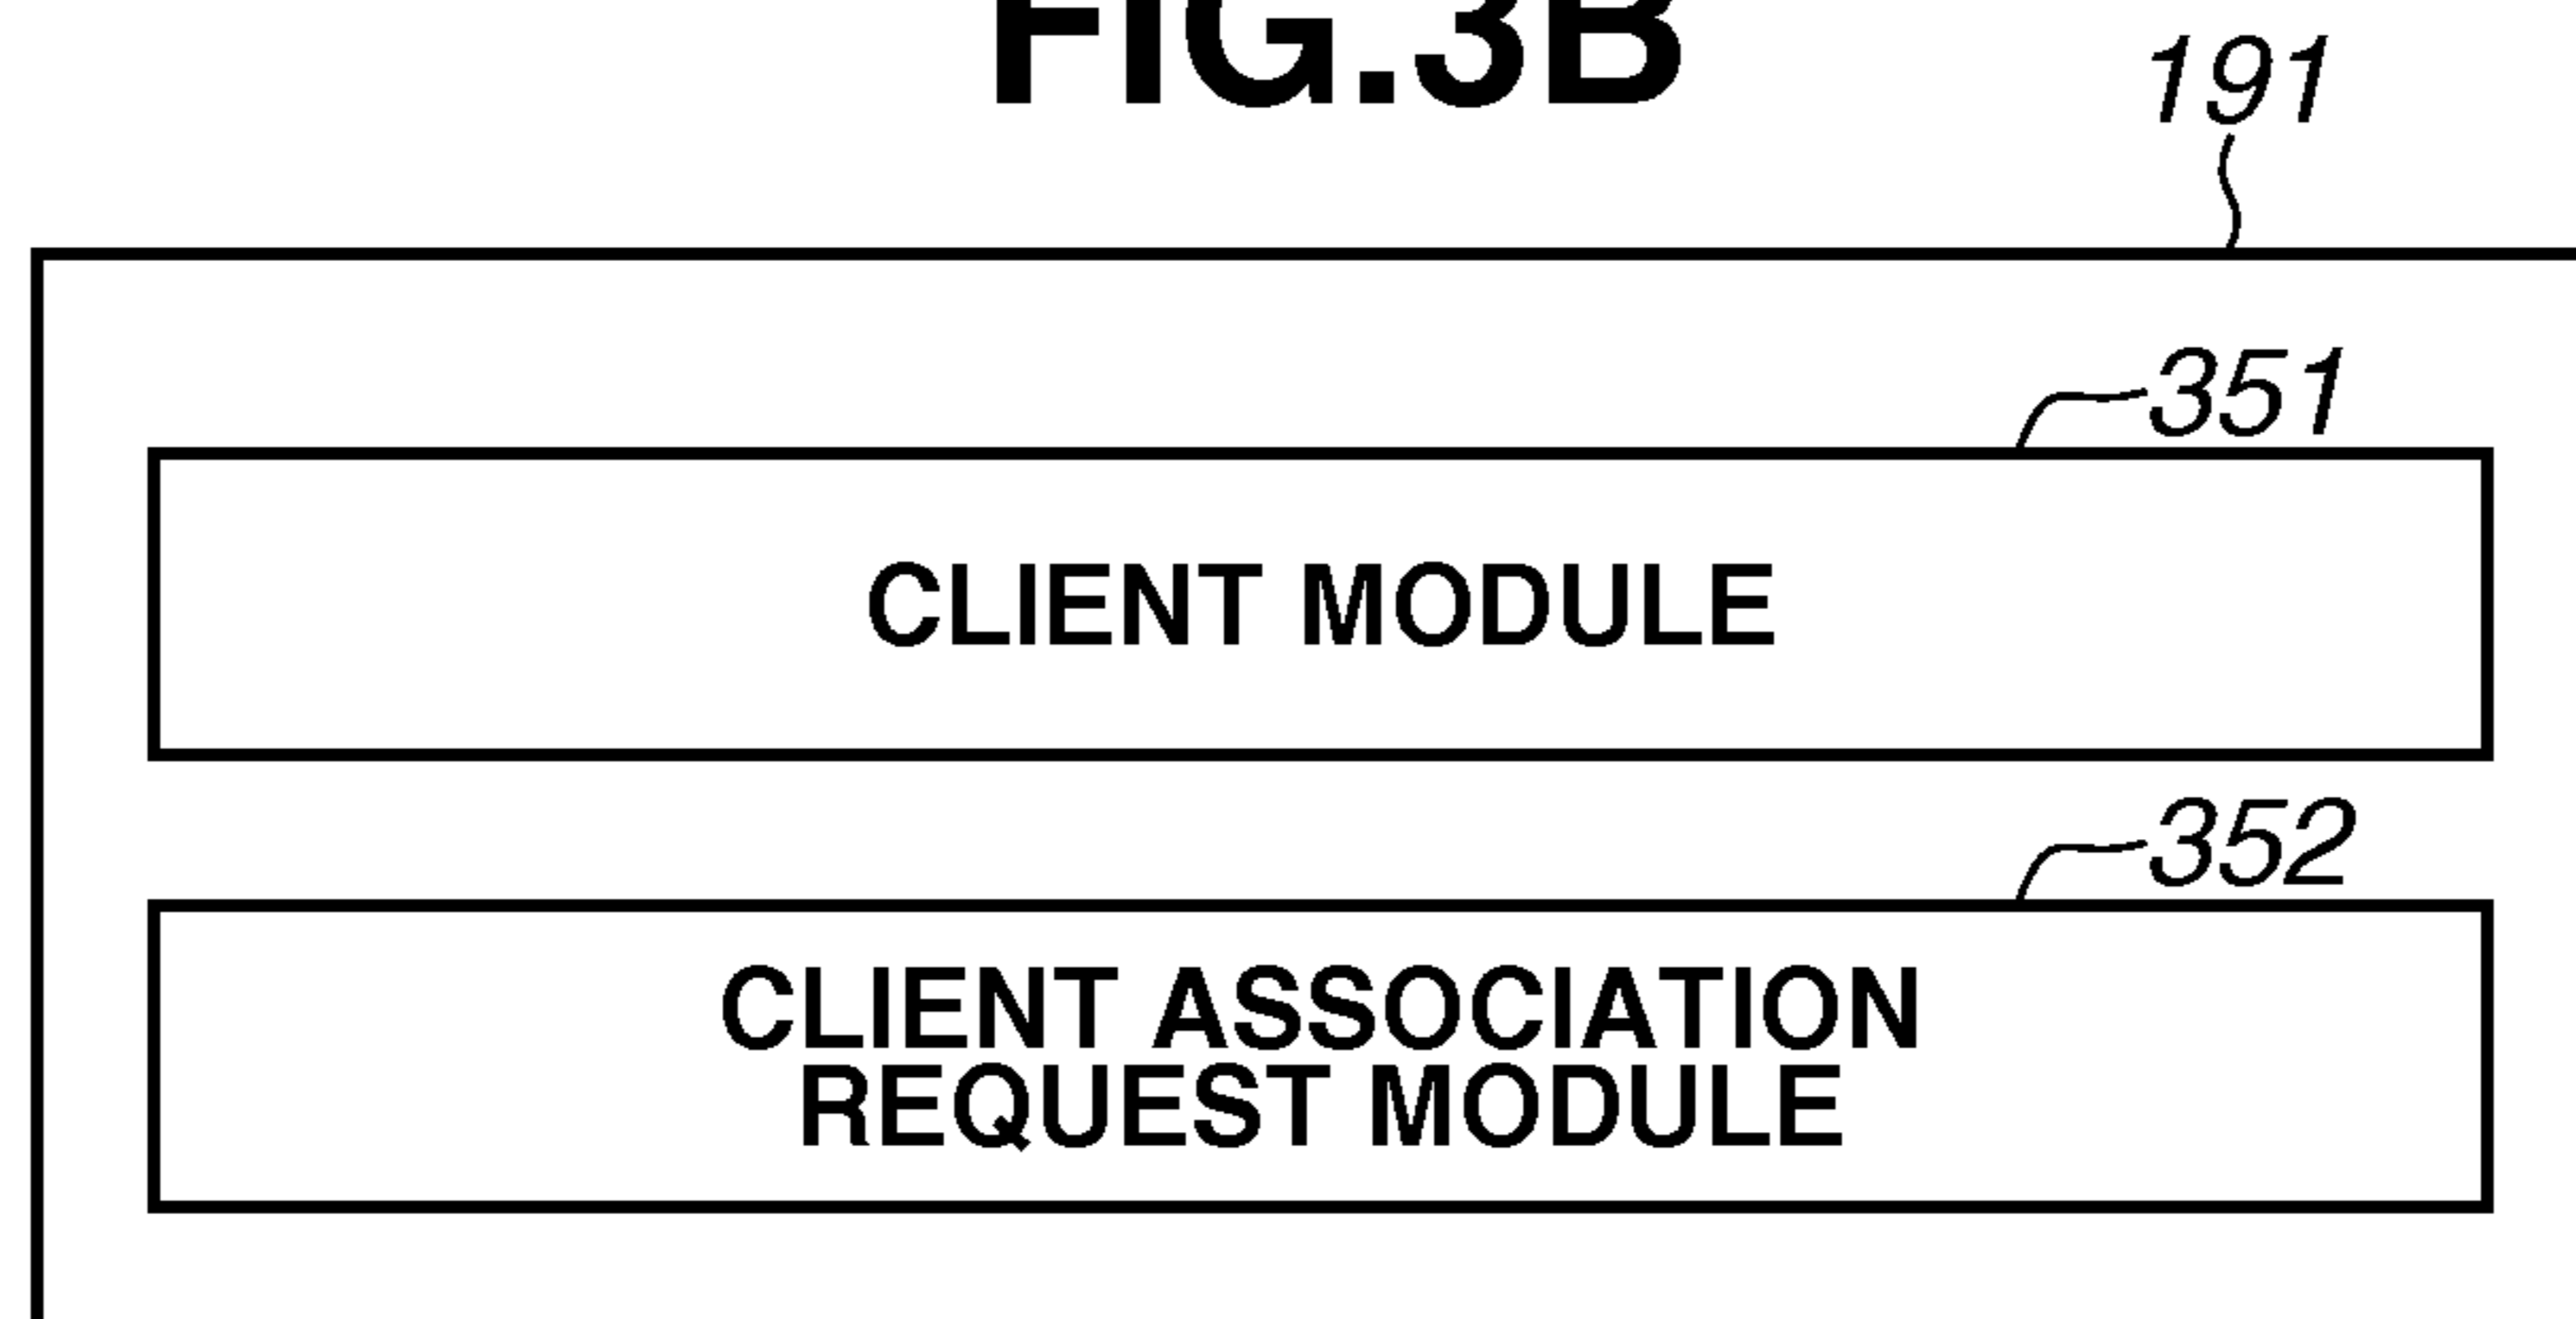 FIG.3B
191
351
CLIENT MODULE
352
CLIENT ASSOCIATION
REQUEST MODULE